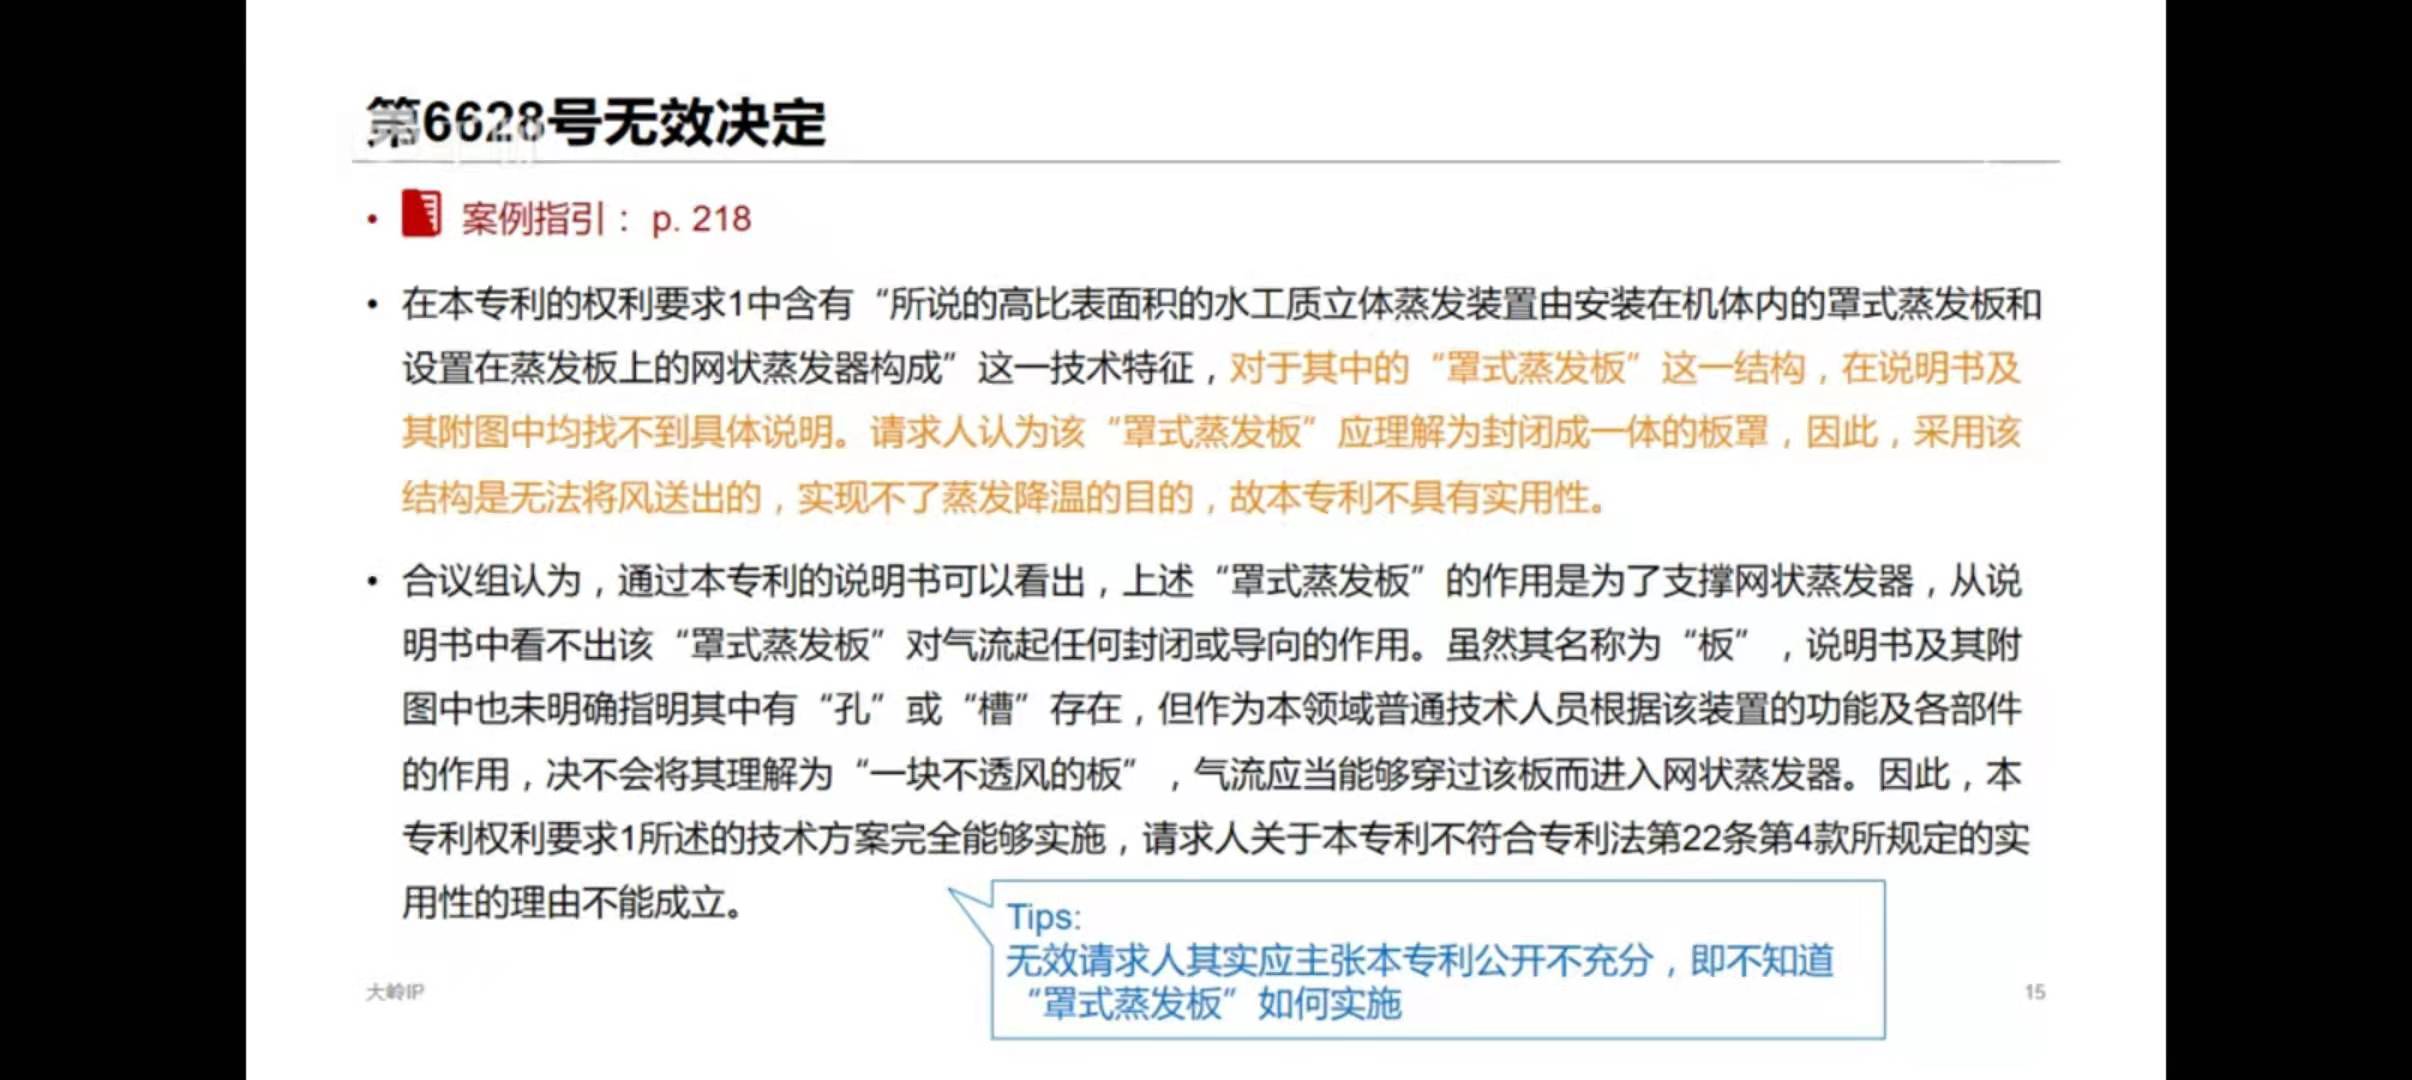 第6628号无效决定
• 案例指引： p. 218
• 在本专利的权利要求1中含有“所说的高比表面积的水工质立体蒸发装置由安装在机体内的罩式蒸发板和
设置在蒸发板上的网状蒸发器构成”这一技术特征，对于其中的“罩式蒸发板”这一结构，在说明书及
其附图中均找不到具体说明。请求人认为该“罩式蒸发板”应理解为封闭成一体的板罩，因此，采用该
结构是无法将风送出的，实现不了蒸发降温的目的，故本专利不具有实用性。
• 合议组认为，通过本专利的说明书可以看出，上述“罩式蒸发板”的作用是为了支撑网状蒸发器，从说
明书中看不出该“罩式蒸发板”对气流起任何封闭或导向的作用。虽然其名称为“板”，说明书及其附
图中也未明确指明其中有“孔”或“槽”存在，但作为本领域普通技术人员根据该装置的功能及各部件
的作用，决不会将其理解为“一块不透风的板”，气流应当能够穿过该板而进入网状蒸发器。因此，本
专利权利要求1所述的技术方案完全能够实施，请求人关于本专利不符合专利法第22条第4款所规定的实
用性的理由不能成立。
Tips:
无效请求人其实应主张本专利公开不充分，即不知道
“罩式蒸发板”如何实施
大岭IP
15